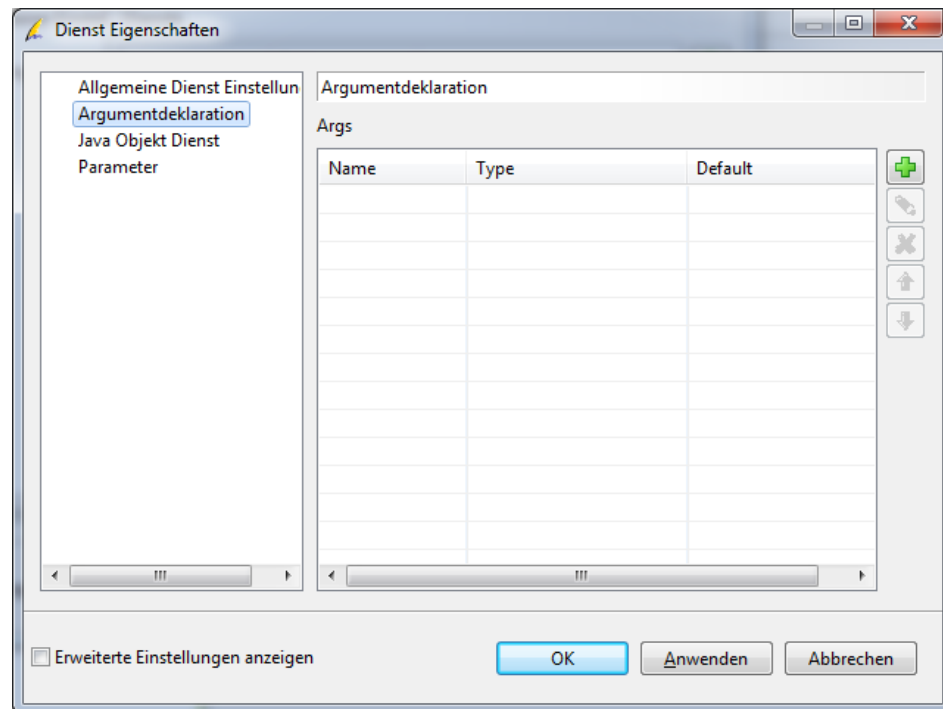 Dienst Eigenschaften
Allgemeine Dienst Einstellun
Argumentdeklaration
Java Objekt Dienst
Parameter
Argumentdeklaration
Args
Name Type Default
Erweiterte Einstellungen anzeigen
OK Anwenden Abbrechen